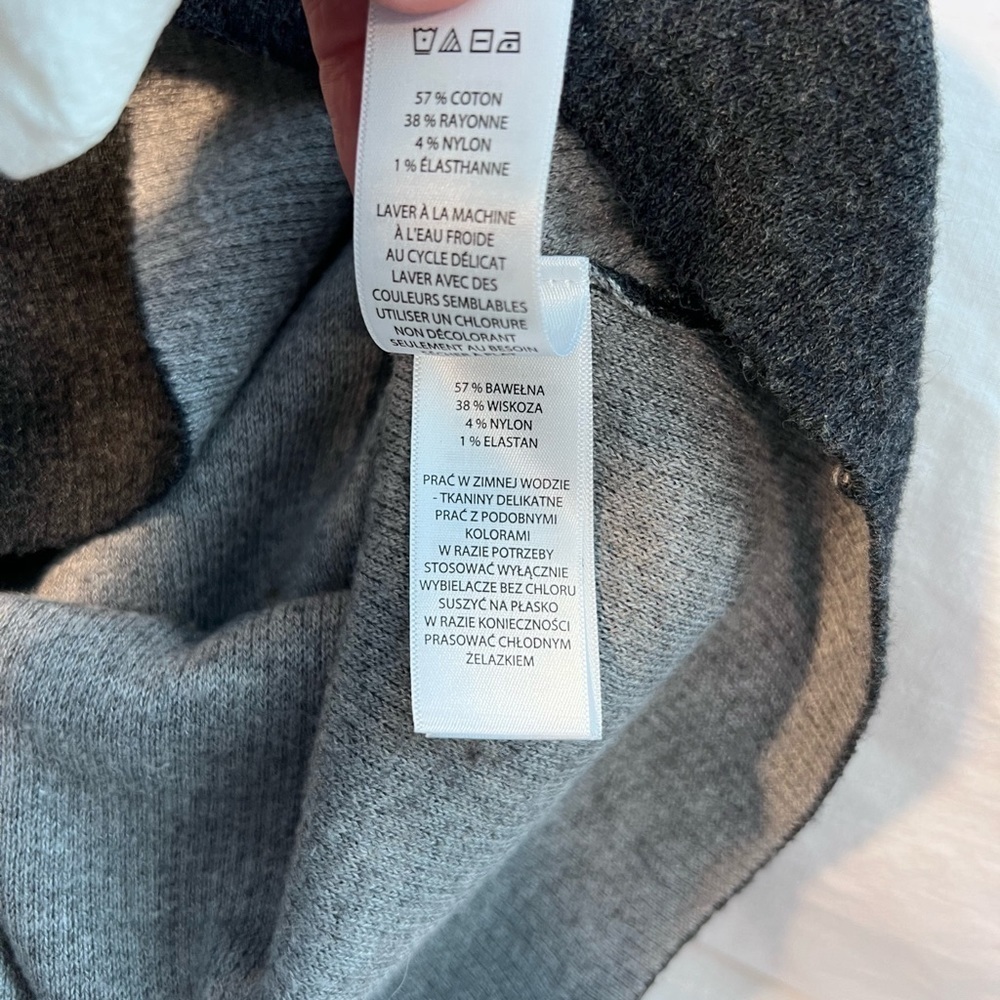 57 % COTON
38 % RAYONNE
4 % NYLON
1 % ÉLASTHANNE
LAVER À LA MACHINE
À L'EAU FROIDE
AU CYCLE DÉLICAT
LAVER AVEC DES
COULEURS SEMBLABLES
UTILISER UN CHLORURE
NON DÉCOLORANT
SEULEMENT AU BESOIN
57 % BAWEŁNA
38 % WISKOZA
4 % NYLON
1 % ELASTAN
PRAĆ W ZIMNEJ WODZIE
- TKANINY DELIKATNE
PRAĆ Z PODOBNYMI
KOLORAMI
W RAZIE POTRZEBY
STOSOWAĆ WYŁĄCZNIE
WYBIELACZE BEZ CHLORU
SUSZYĆ NA PŁASKO
W RAZIE KONIECZNOŚCI
PRASOWAĆ CHŁODNYM
ŻELAZKIEM